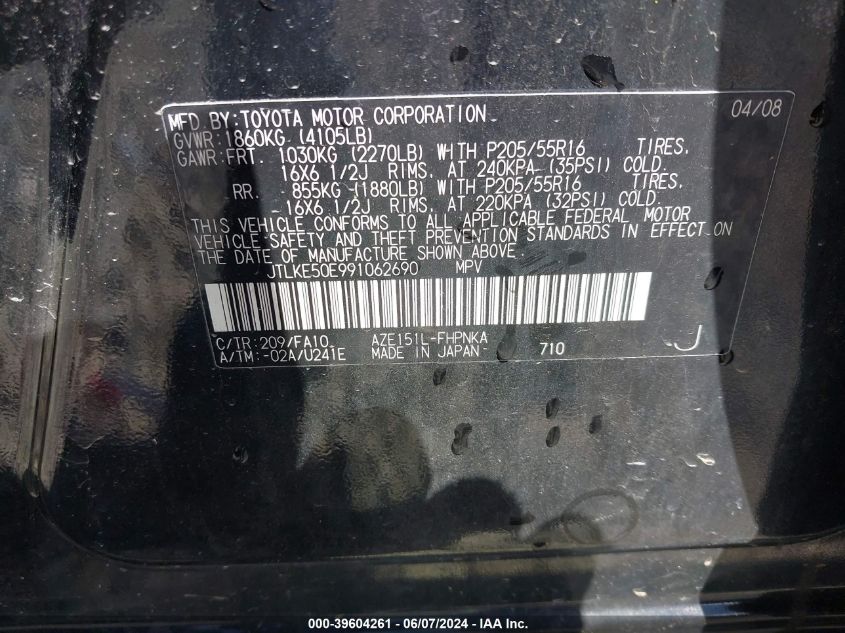 MFD BY:TOYOTA MOTOR CORPORATION 04/08
GVWR:1860KG (4105LB)
GAWR:FRT. 1030KG (2270LB) WITH P205/55R16 TIRES,
16X6 1/2J RIMS, AT 240KPA (35PSI) COLD.
RR. 855KG (1880LB) WITH P205/55R16 TIRES,
16X6 1/2J RIMS, AT 220KPA (32PSI) COLD.
THIS VEHICLE CONFORMS TO ALL APPLICABLE FEDERAL MOTOR
VEHICLE SAFETY AND THEFT PREVENTION STANDARDS IN EFFECT ON
THE DATE OF MANUFACTURE SHOWN ABOVE.
JTLKE50E991062690 MPV
C/TR:209/FA10 AZE151L-FHPNKA
A/TM:-02A/U241E MADE IN JAPAN 710 J
000-39604261 - 06/07/2024 - © IAA Inc.